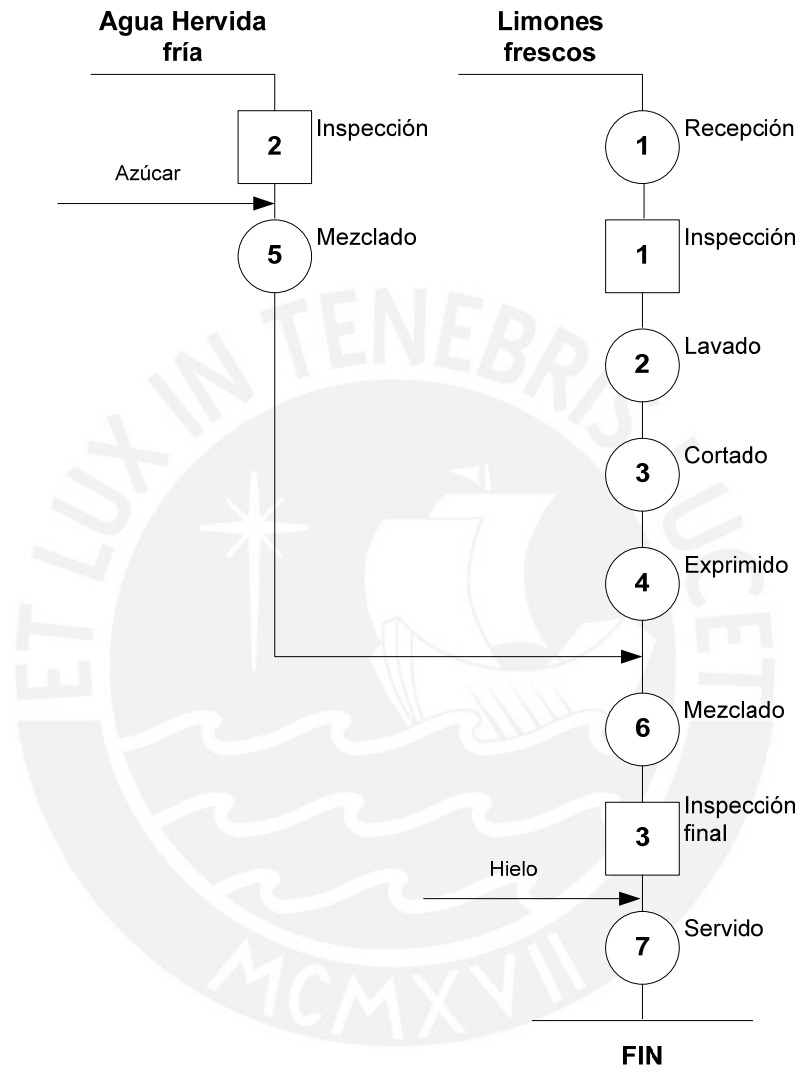 Agua Hervida
fría
Limones
frescos
2
Inspección
1
Recepción
Azúcar
5
Mezclado
1
Inspección
2
Lavado
3
Cortado
4
Exprimido
6
Mezclado
3
Inspección
final
Hielo
7
Servido
FIN
ET LUX IN TENEBRIS LUCET
MCMXVII